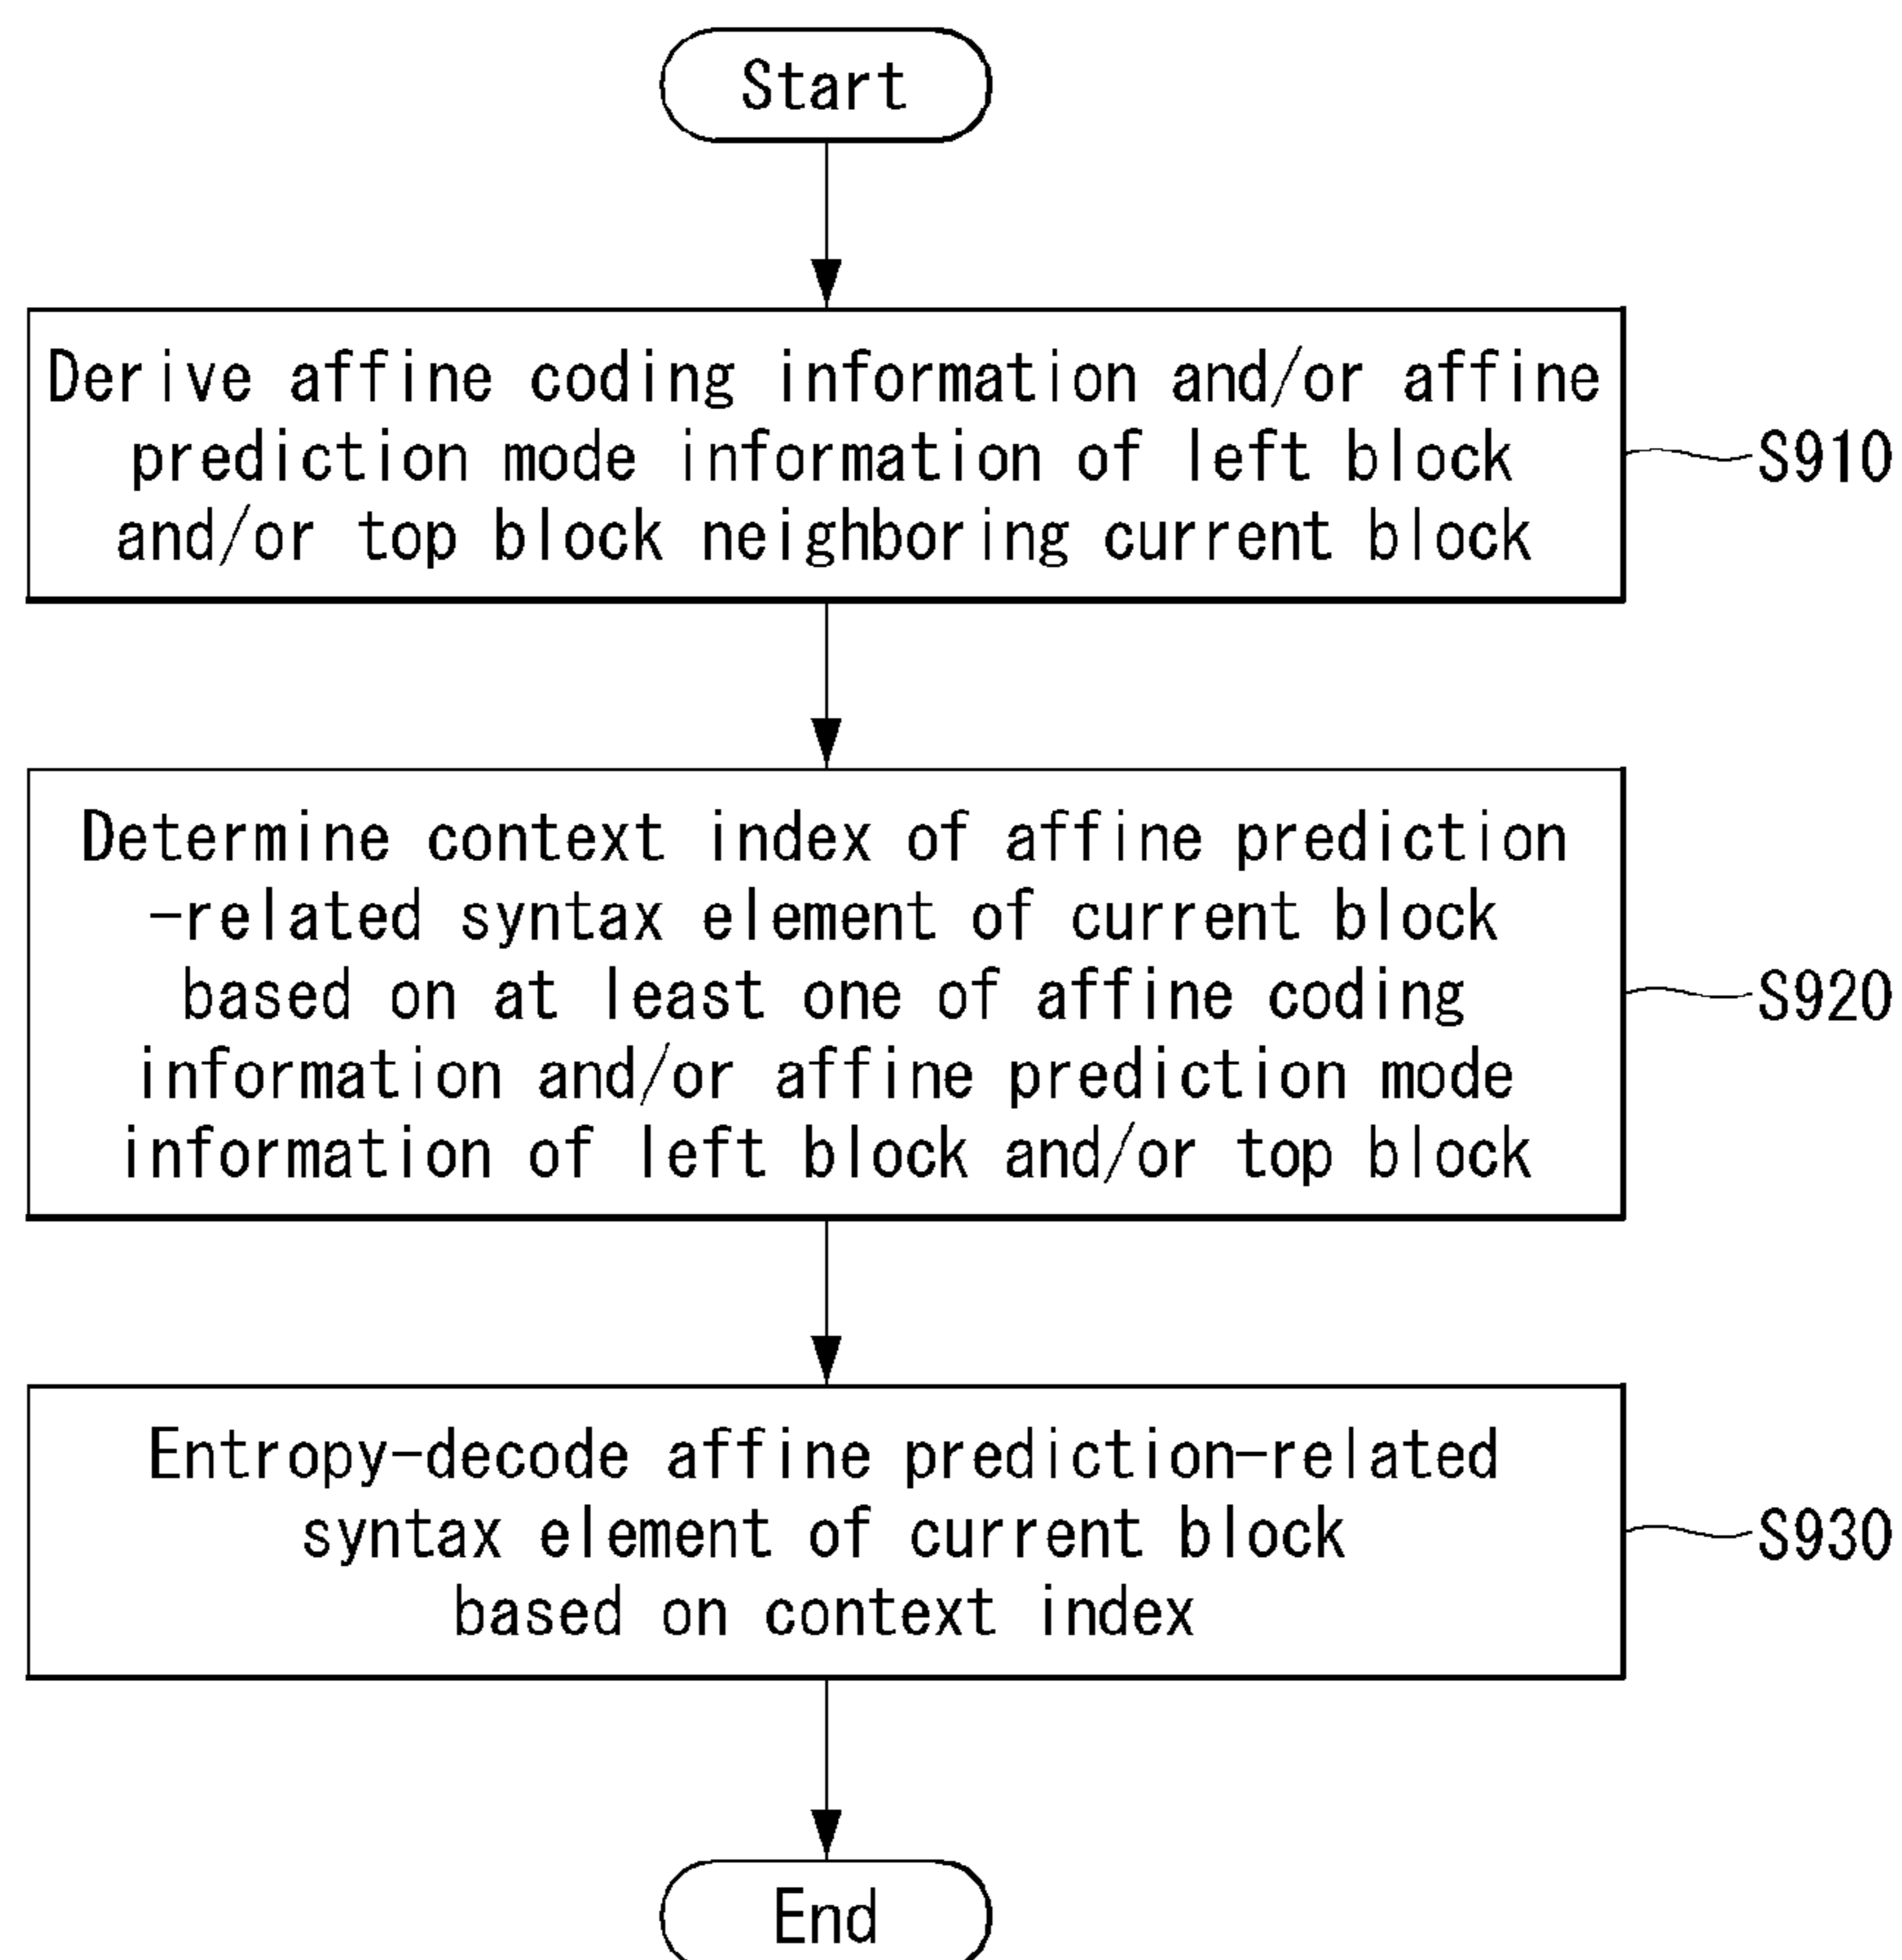 Start
Derive affine coding information and/or affine
prediction mode information of left block
and/or top block neighboring current block
S910
Determine context index of affine prediction
-related syntax element of current block
based on at least one of affine coding
information and/or affine prediction mode
information of left block and/or top block
S920
Entropy-decode affine prediction-related
syntax element of current block
based on context index
S930
End